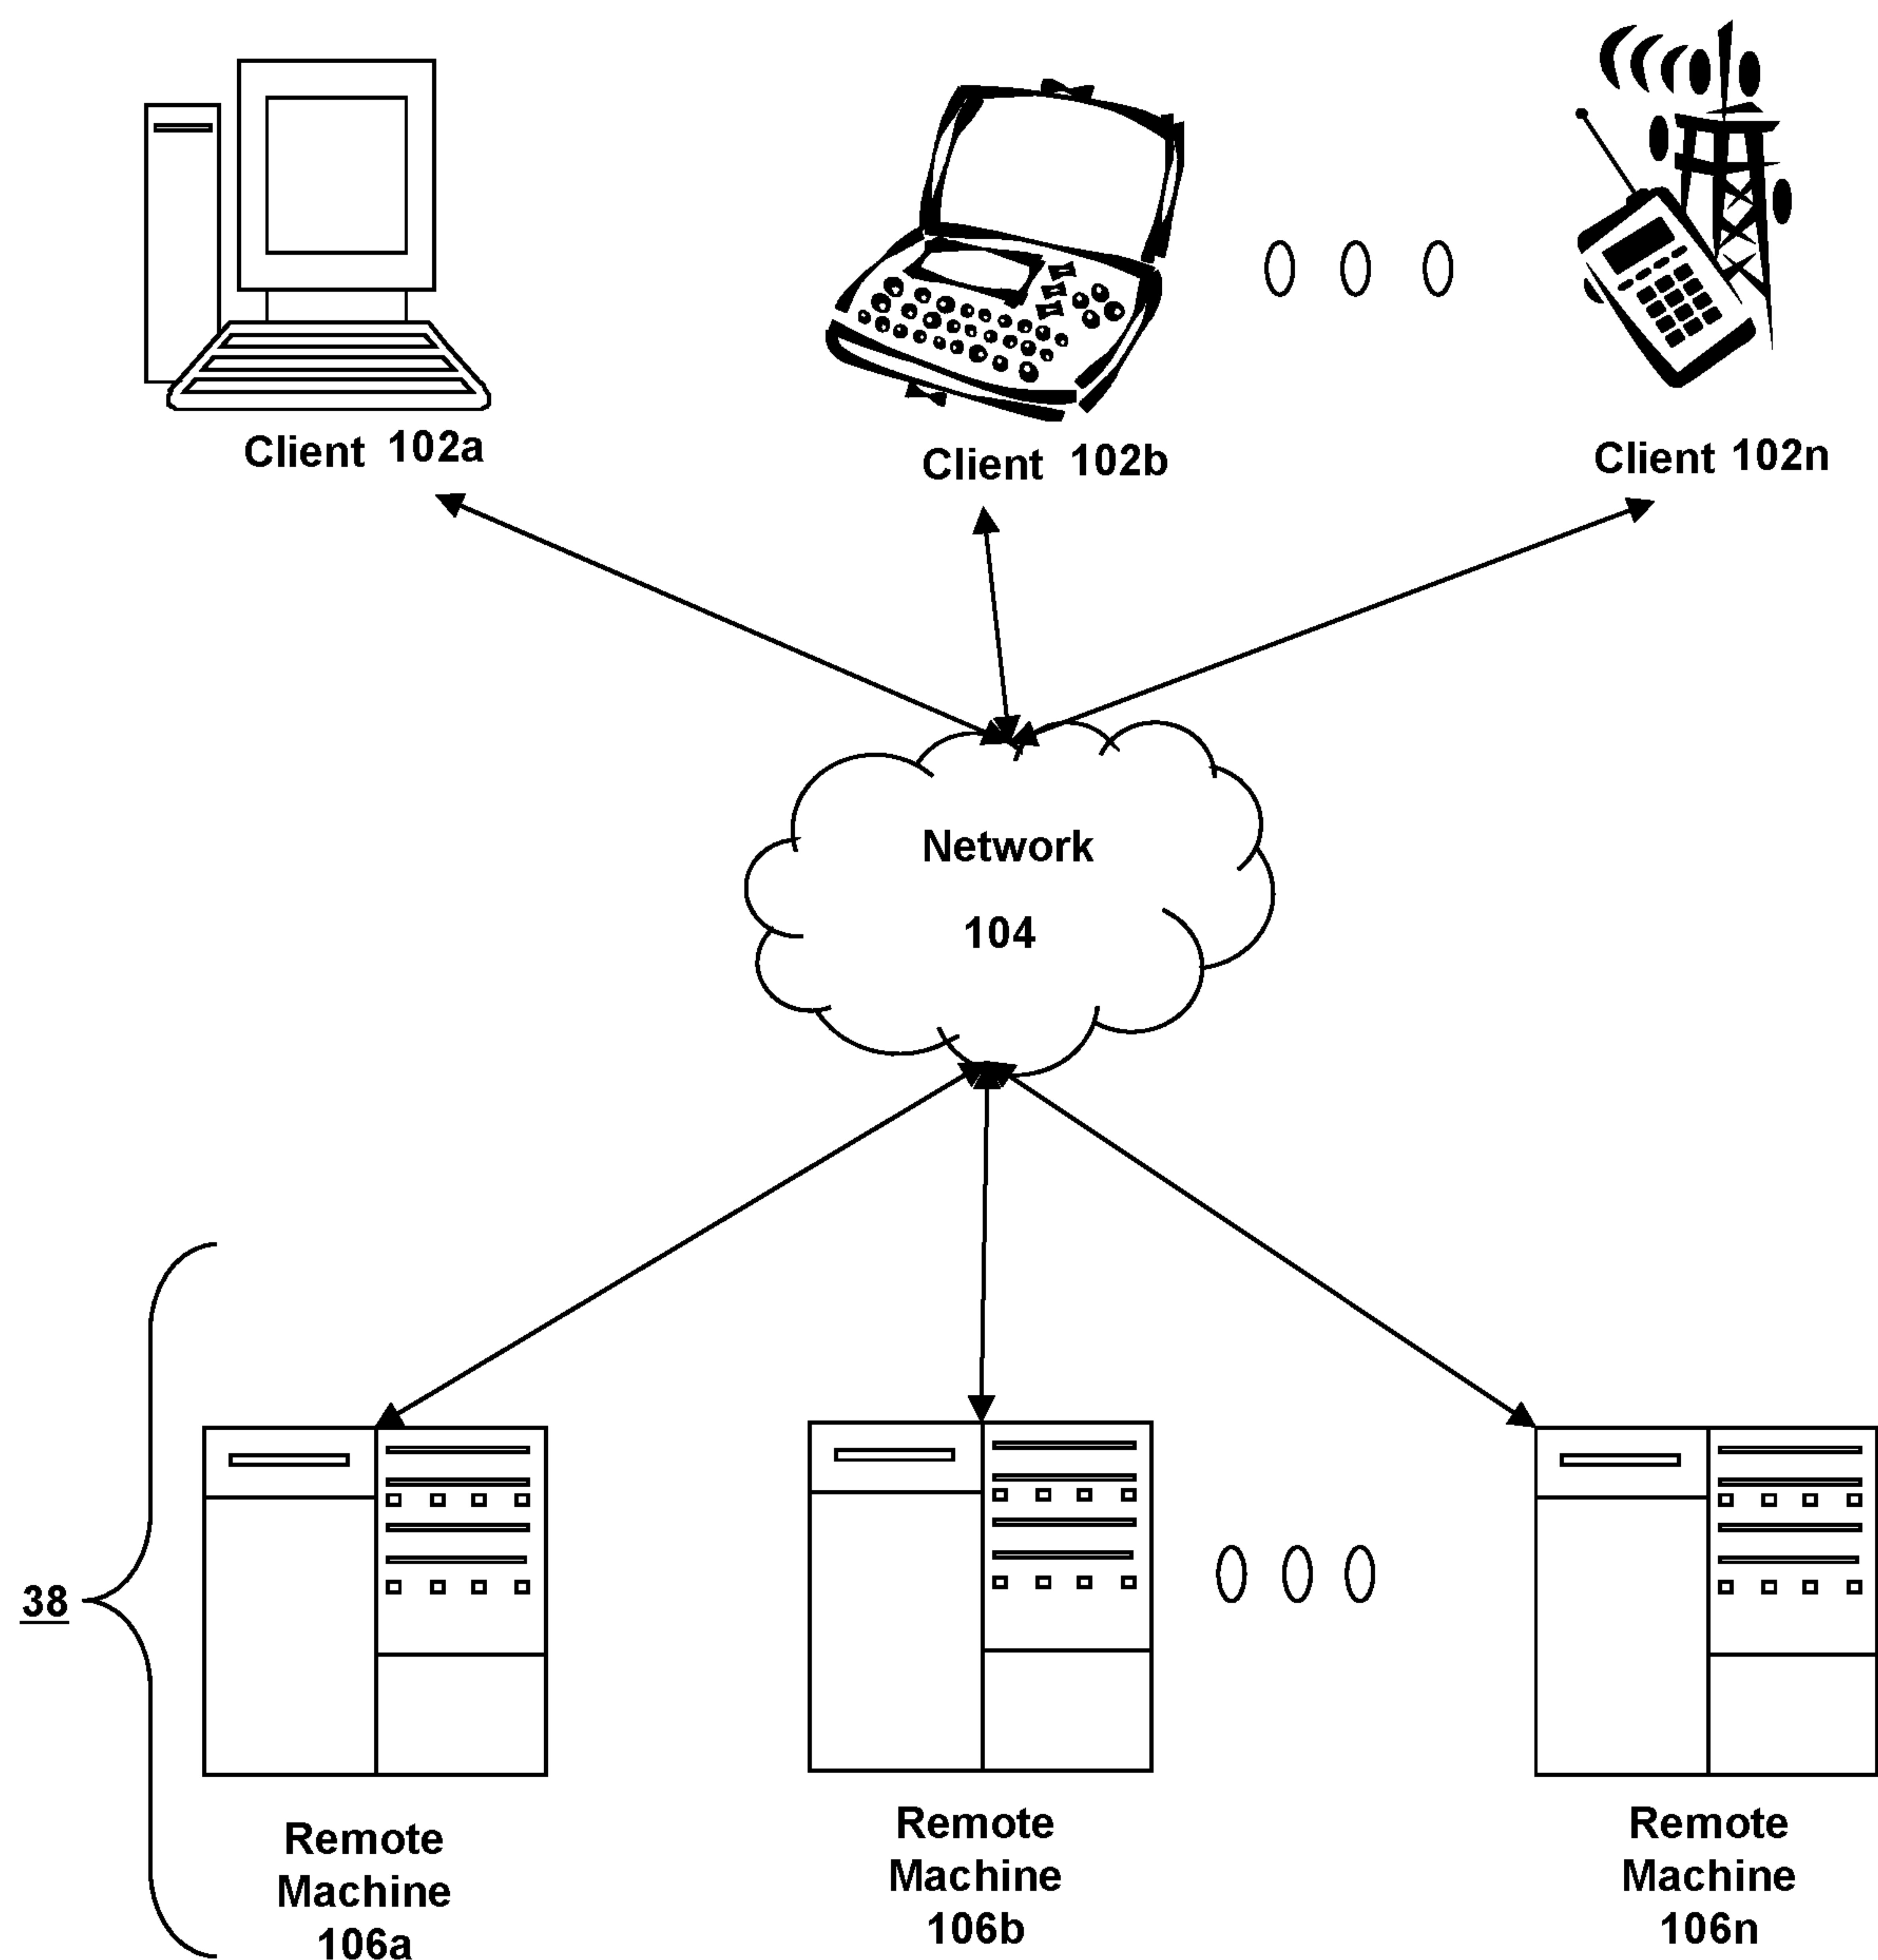 Client 102a
Client 102b
Client 102n
Network
104
38
Remote
Machine
106a
Remote
Machine
106b
Remote
Machine
106n